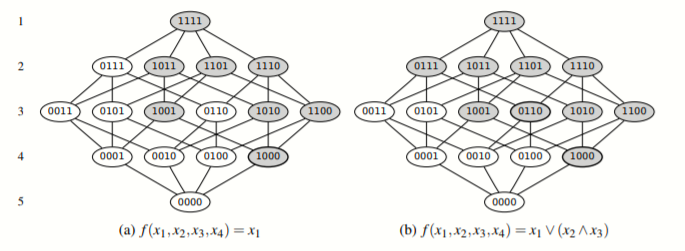 1 1111 1111
2 0111 1011 1101 1110 0111 1011 1101 1110
3 0011 0101 1001 0110 1010 1100 0011 0101 1001 0110 1010 1100
4 0001 0010 0100 1000 0001 0010 0100 1000
5 0000 0000
(a) f(x₁,x₂,x₃,x₄) = x₁ (b) f(x₁,x₂,x₃,x₄) = x₁ ∨ (x₂ ∧ x₃)